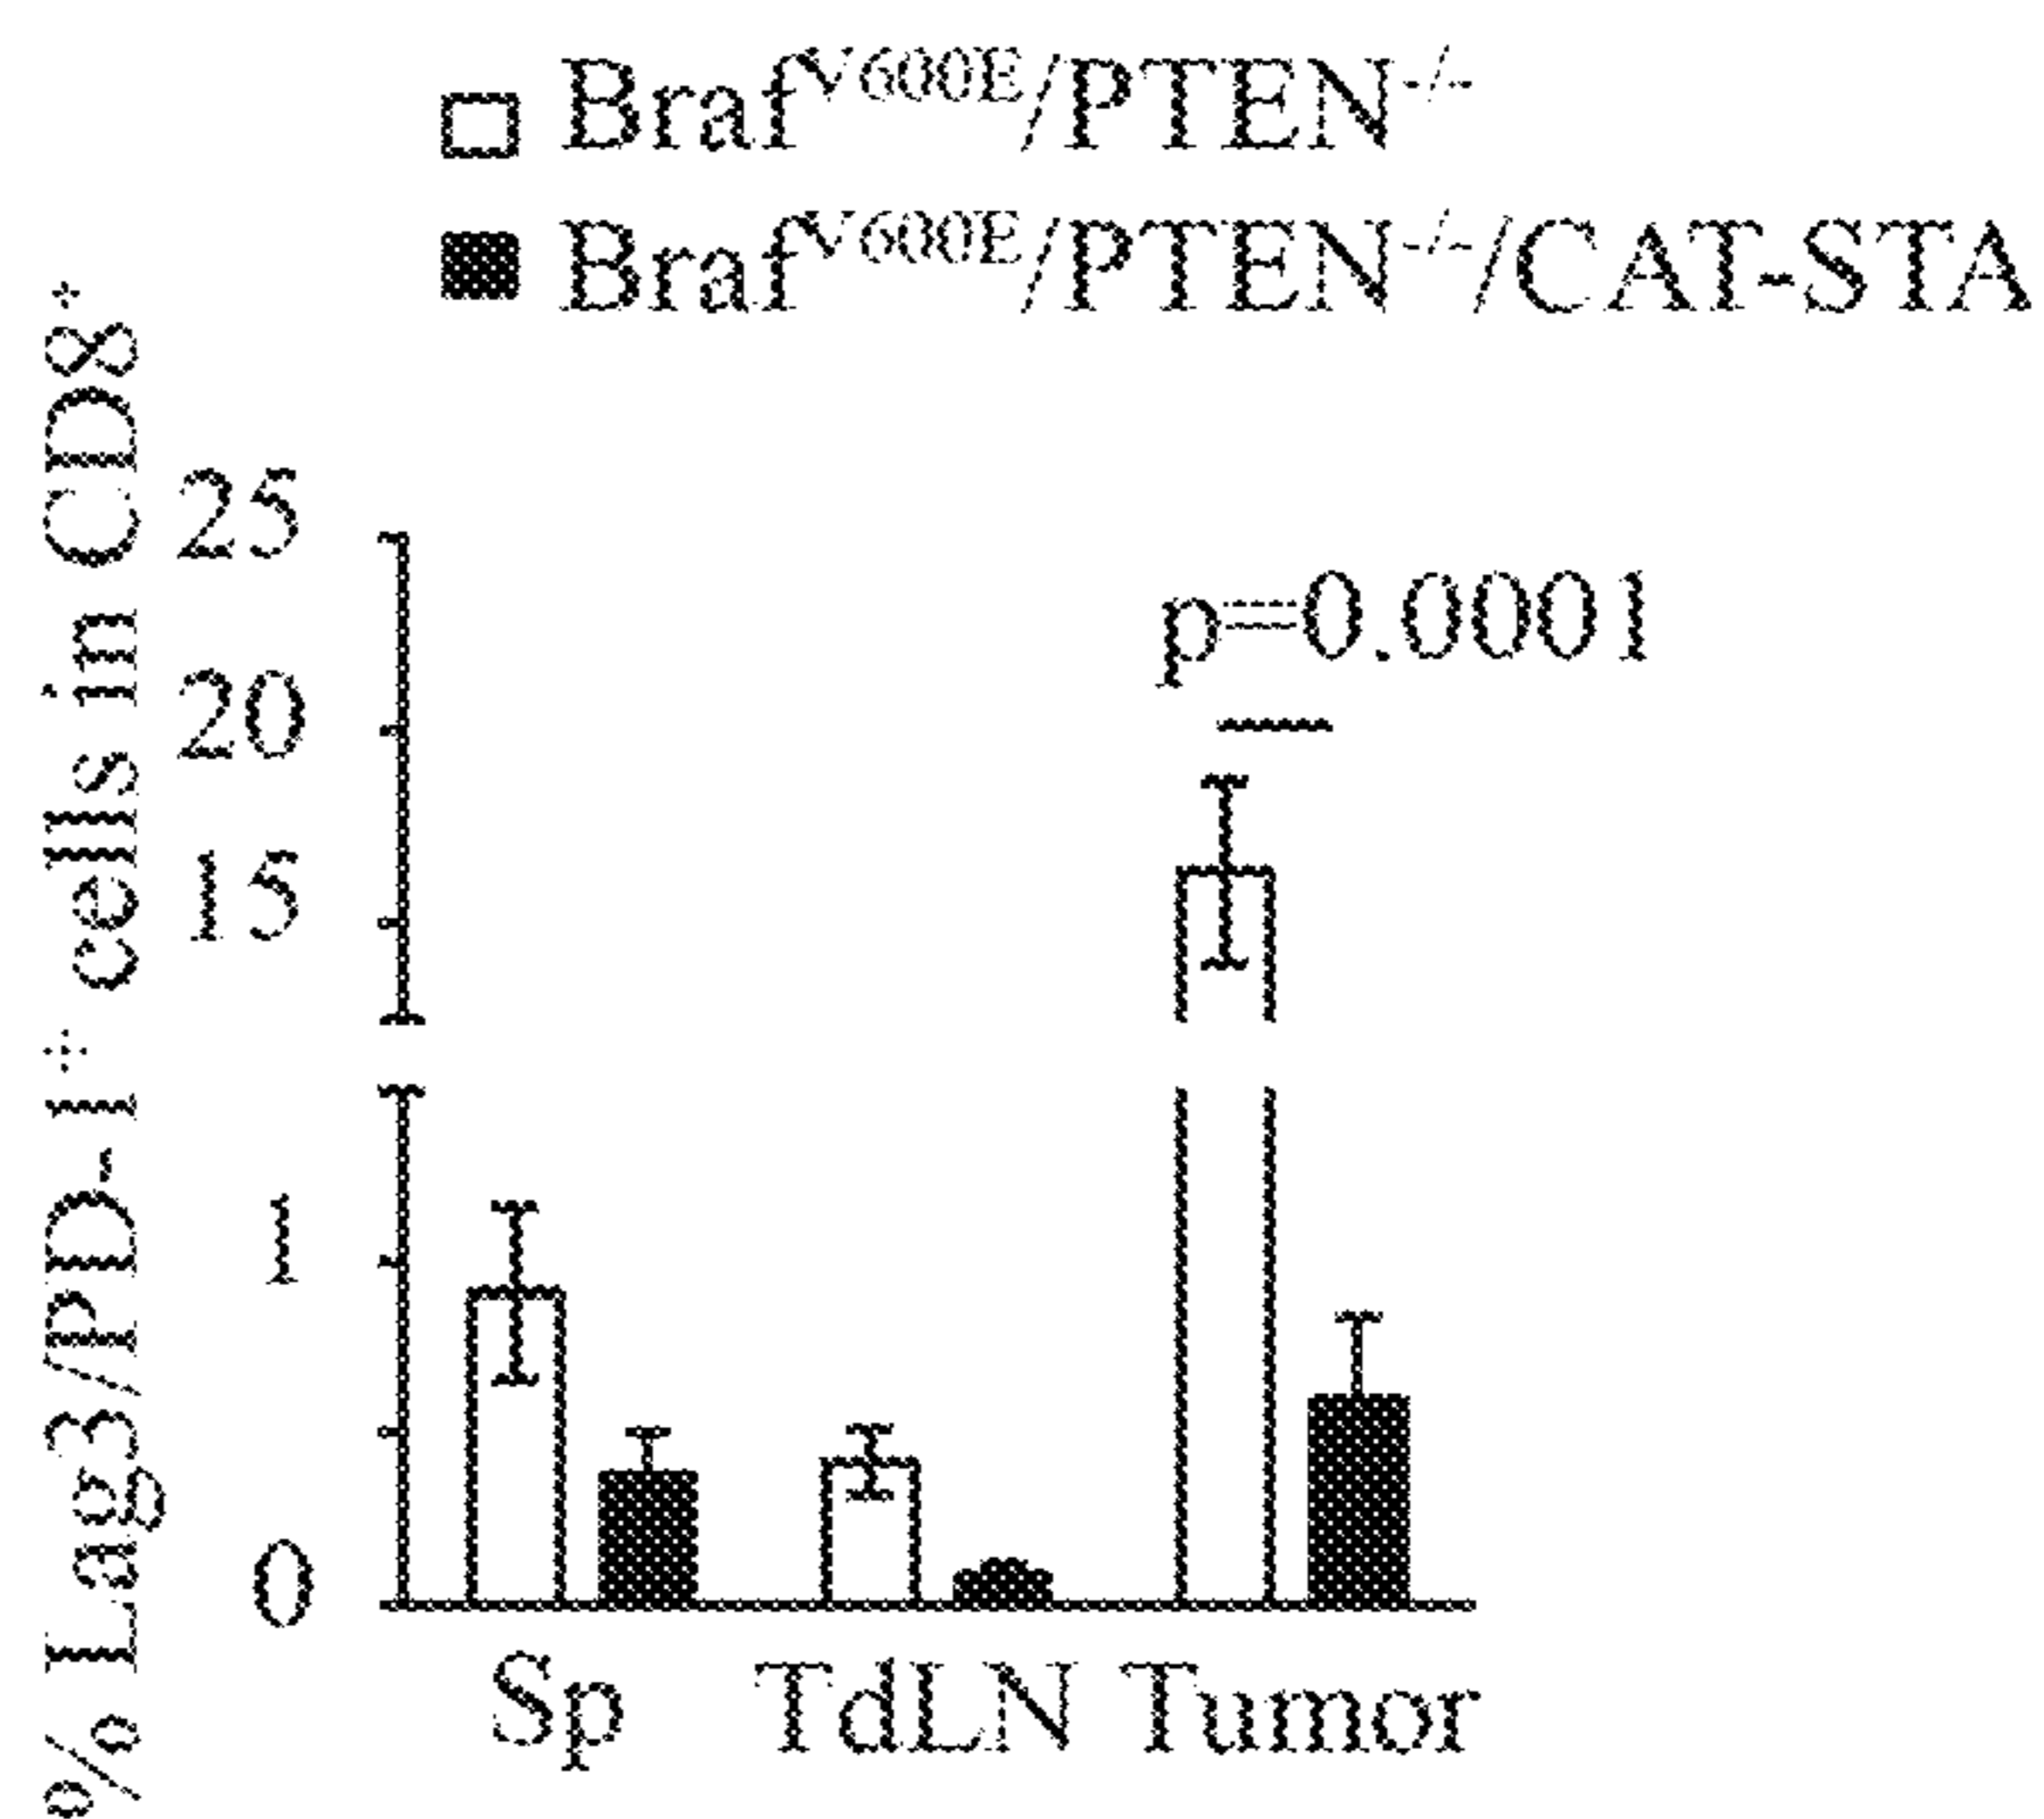 Braf^V600E/PTEN^-/-
Braf^V600E/PTEN^-/-/CAT-STA
% Lag3/PD-1^+ cells in CD8^+
25
20
15
1
0
p=0.0001
Sp TdLN Tumor